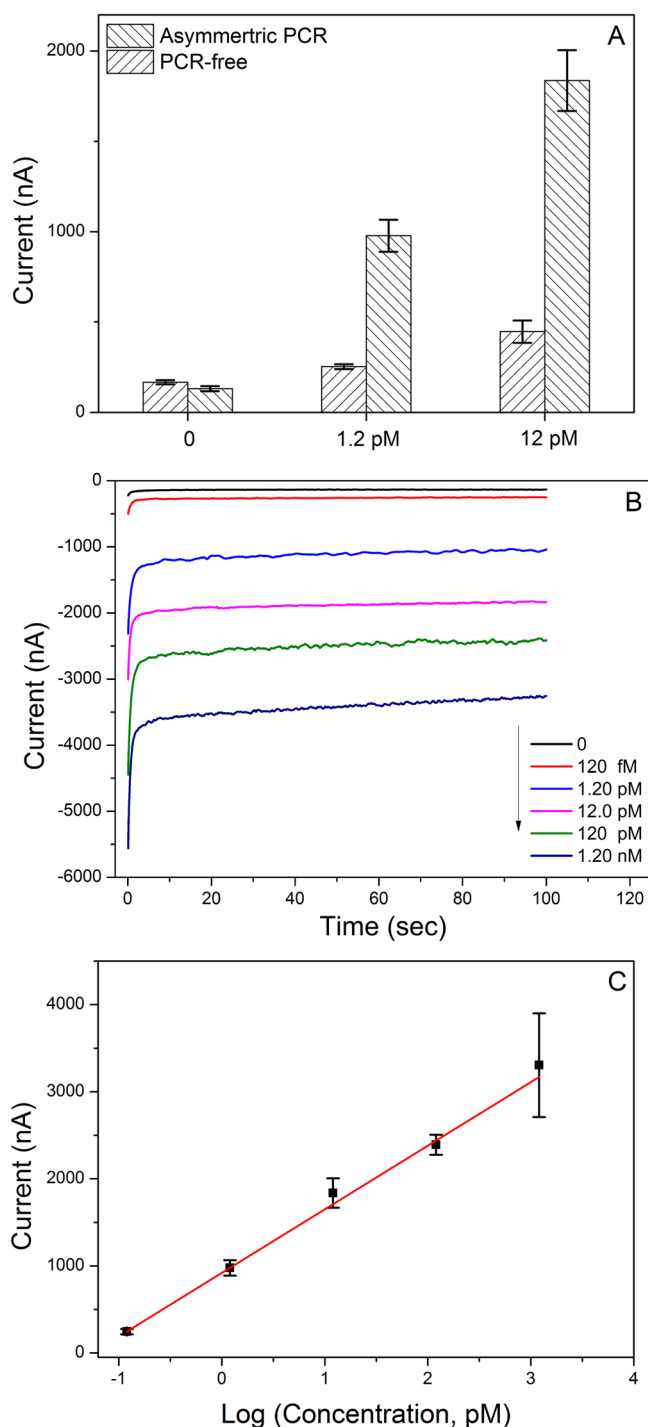 A
Asymmertric PCR
PCR-free
2000
1000
0
Current (nA)
0 1.2 pM 12 pM
B
0
-1000
-2000
-3000
-4000
-5000
-6000
Current (nA)
0
120 fM
1.20 pM
12.0 pM
120 pM
1.20 nM
0 20 40 60 80 100 120
Time (sec)
C
4000
3000
2000
1000
0
Current (nA)
-1 0 1 2 3 4
Log (Concentration, pM)